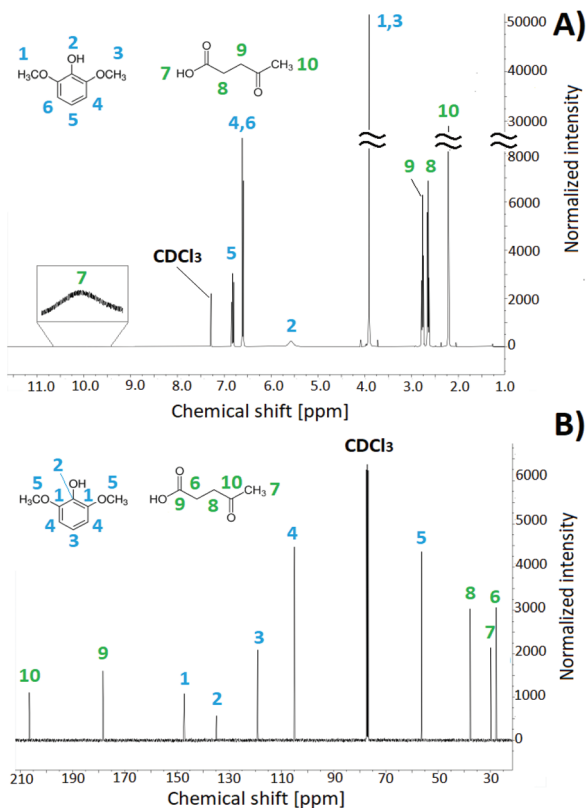 A)
50000
40000
30000
8000
6000
4000
2000
0
Normalized intensity
1 2 3
OH
H₃CO OCH₃
6 5 4
O
HO CH₃
O
7 8 9 10
1,3
4,6
10
9 8
5
CDCl₃
7
2
11.0 10.0 9.0 8.0 7.0 6.0 5.0 4.0 3.0 2.0 1.0
Chemical shift [ppm]
B)
CDCl₃
6000
5000
4000
3000
2000
1000
0
Normalized intensity
2
5 OH 5
H₃CO 1 1 OCH₃
4 4
3
O 6 10
HO CH₃ 7
9 8 O
4
5
8 6
7
3
10 9
1
2
210 190 170 150 130 110 90 70 50 30
Chemical shift [ppm]